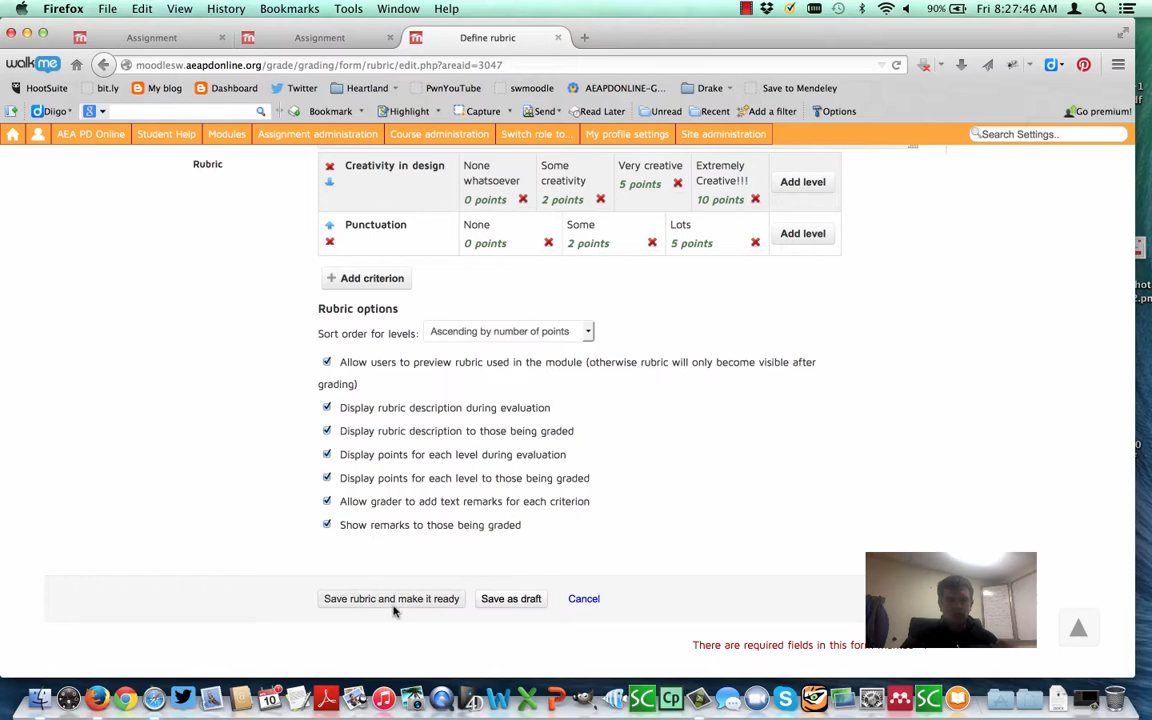 Firefox File Edit View History Bookmarks Tools Window Help 90% Fri 8:27:46 AM
Assignment × Assignment × Define rubric × +
walkme moodlesw.aeapdonline.org/grade/grading/form/rubric/edit.php?areaid=3047
HootSuite bit.ly My blog Dashboard Twitter Heartland PwnYouTube swmoodle AEAPDONLINE-G... Drake Save to Mendeley
Diigo Bookmark Highlight Capture Send Read Later Unread Recent Add a filter Options Go premium!
AEA PD Online Student Help Modules Assignment administration Course administration Switch role to... My profile settings Site administration Search Settings..
Rubric
Creativity in design None whatsoever 0 points Some creativity 2 points Very creative 5 points Extremely Creative!!! 10 points Add level
Punctuation None 0 points Some 2 points Lots 5 points Add level
+ Add criterion
Rubric options
Sort order for levels: Ascending by number of points
Allow users to preview rubric used in the module (otherwise rubric will only become visible after
grading)
Display rubric description during evaluation
Display rubric description to those being graded
Display points for each level during evaluation
Display points for each level to those being graded
Allow grader to add text remarks for each criterion
Show remarks to those being graded
Save rubric and make it ready Save as draft Cancel
There are required fields in this for